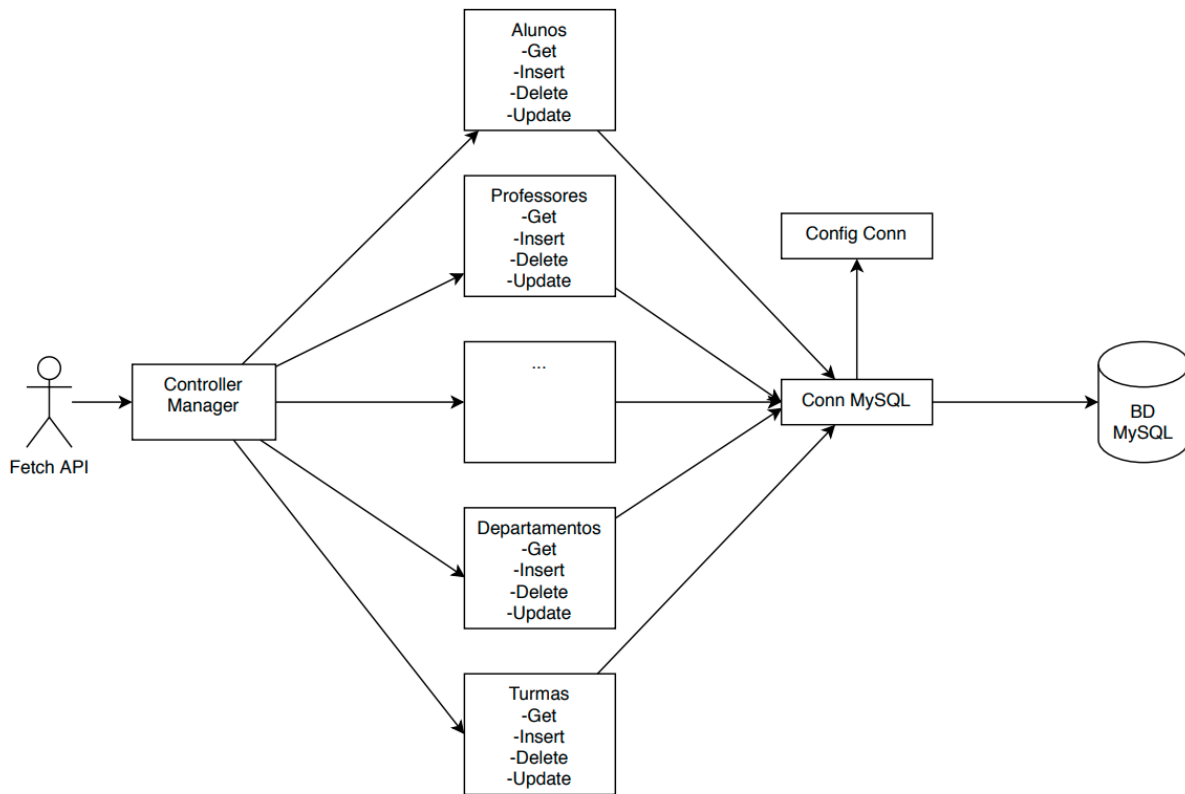 Alunos
-Get
-Insert
-Delete
-Update
Professores
-Get
-Insert
-Delete
-Update
Config Conn
...
Controller
Manager
Conn MySQL
BD
MySQL
Fetch API
Departamentos
-Get
-Insert
-Delete
-Update
Turmas
-Get
-Insert
-Delete
-Update